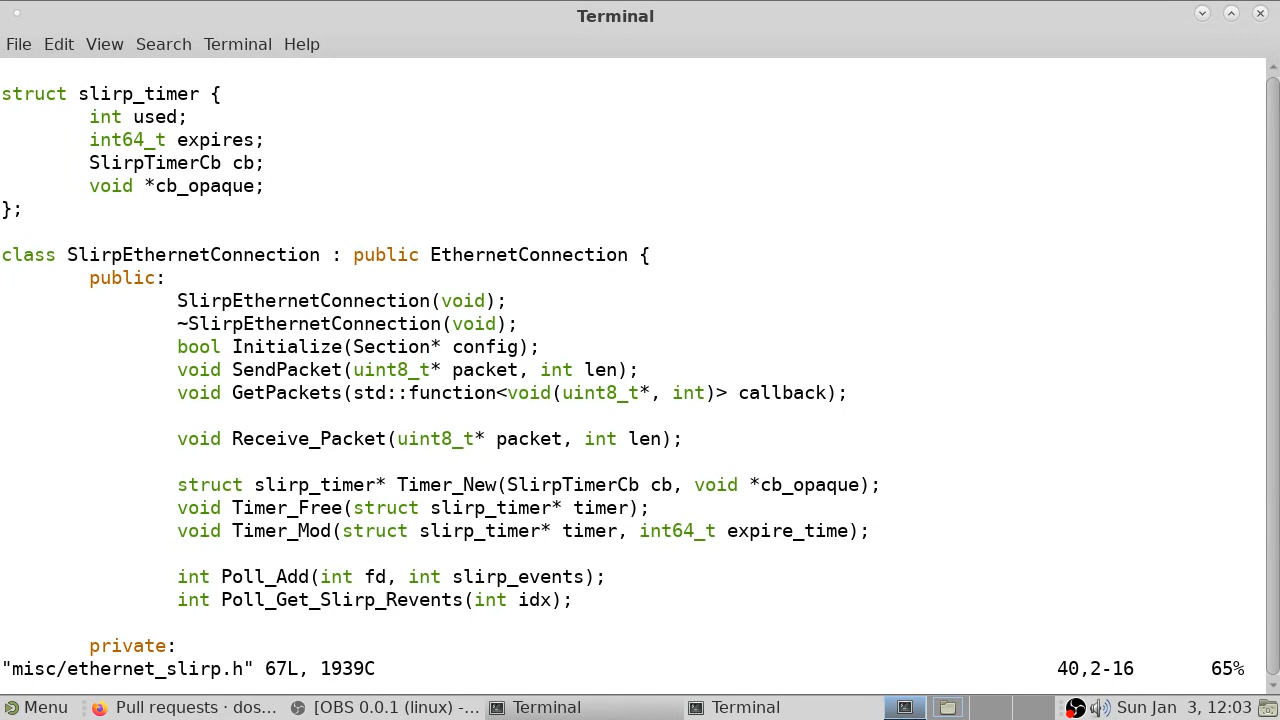 Terminal
File Edit View Search Terminal Help
struct slirp_timer {
        int used;
        int64_t expires;
        SlirpTimerCb cb;
        void *cb_opaque;
};
class SlirpEthernetConnection : public EthernetConnection {
        public:
                SlirpEthernetConnection(void);
                ~SlirpEthernetConnection(void);
                bool Initialize(Section* config);
                void SendPacket(uint8_t* packet, int len);
                void GetPackets(std::function<void(uint8_t*, int)> callback);
                void Receive_Packet(uint8_t* packet, int len);
                struct slirp_timer* Timer_New(SlirpTimerCb cb, void *cb_opaque);
                void Timer_Free(struct slirp_timer* timer);
                void Timer_Mod(struct slirp_timer* timer, int64_t expire_time);
                int Poll_Add(int fd, int slirp_events);
                int Poll_Get_Slirp_Revents(int idx);
        private:
"misc/ethernet_slirp.h" 67L, 1939C 40,2-16 65%
Menu Pull requests · dos... [OBS 0.0.1 (linux) -... Terminal Terminal Sun Jan  3, 12:03